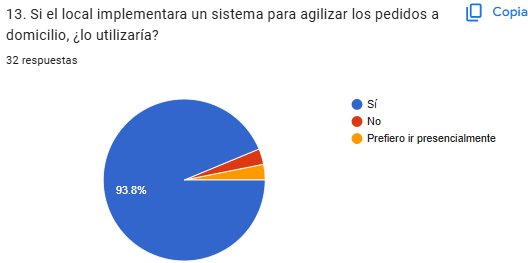 13. Si el local implementara un sistema para agilizar los pedidos a
domicilio, ¿lo utilizaría?
Copia
32 respuestas
Sí
No
Prefiero ir presencialmente
93.8%